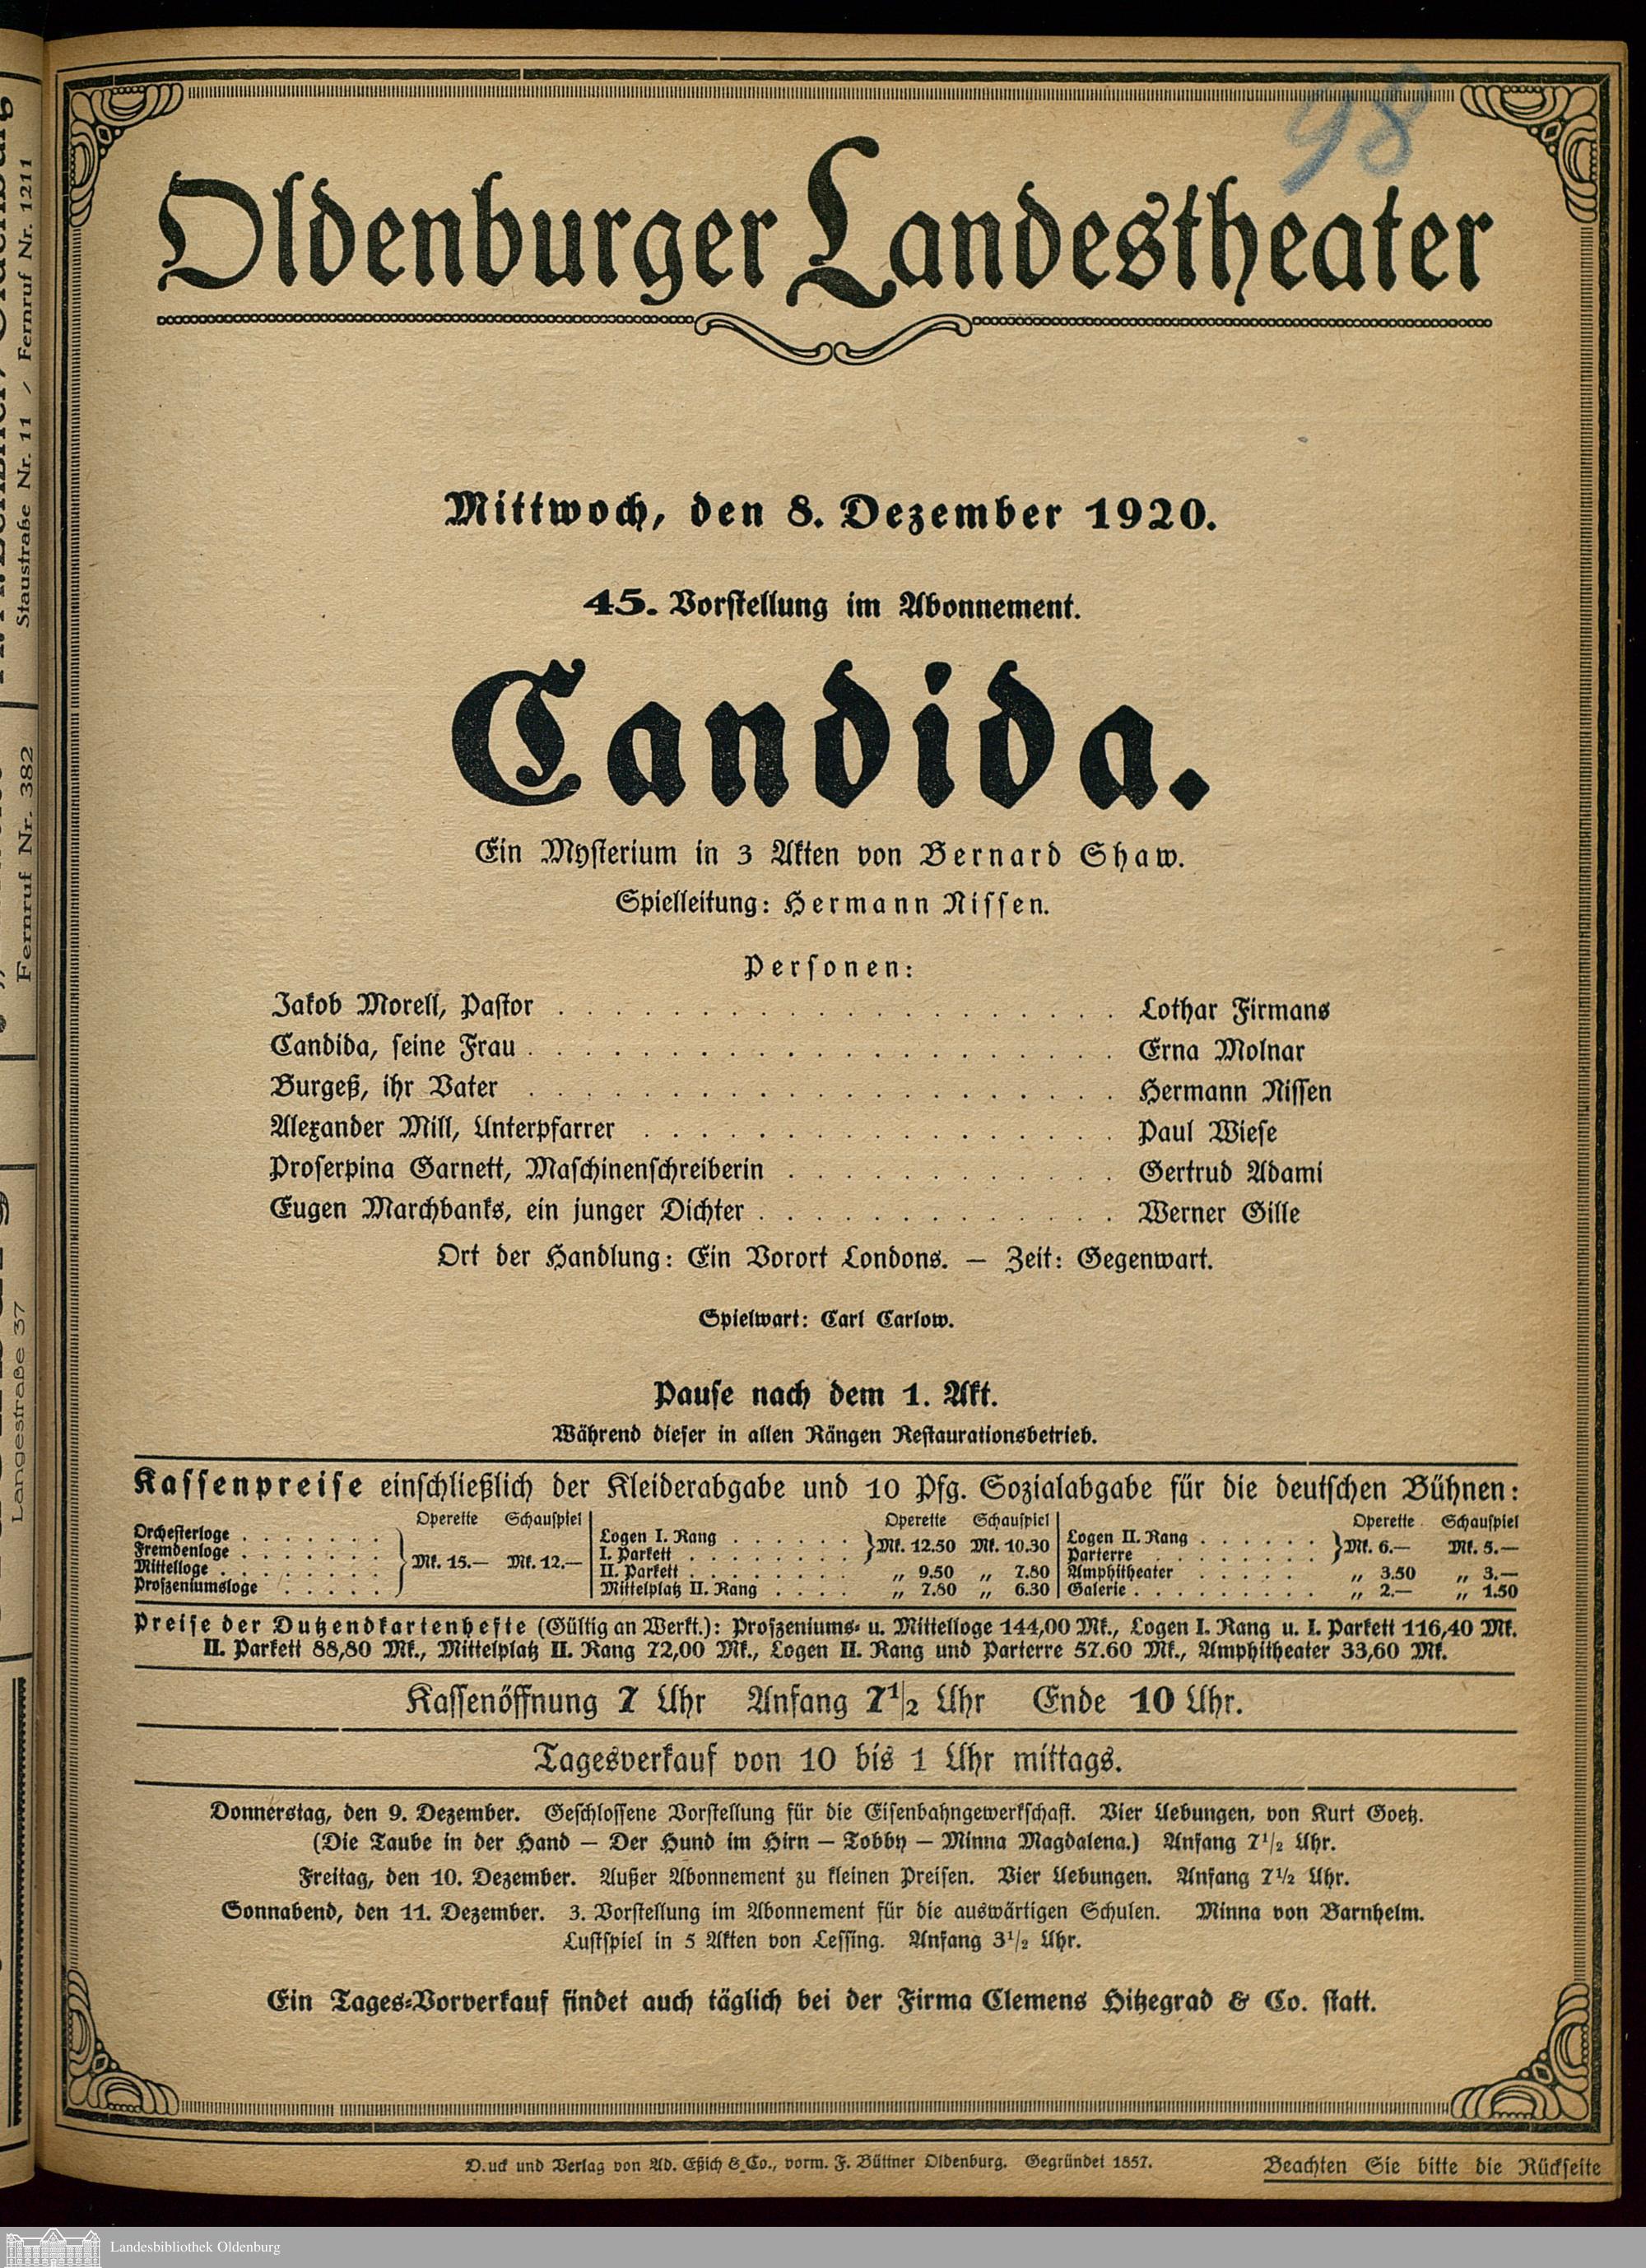 98
Oldenburger Landestheater
Mittwoch, den 8. Dezember 1920.
45. Vorstellung im Abonnement.
Candida.
Ein Mysterium in 3 Akten von Bernard Shaw.
Spielleitung: Hermann Nissen.
Personen:
Jakob Morell, Pastor . . . . . . . . . . . . . . . . . . . . Lothar Firmans
Candida, seine Frau . . . . . . . . . . . . . . . . . . . . . Erna Molnar
Burgeß, ihr Vater . . . . . . . . . . . . . . . . . . . . . Hermann Nissen
Alexander Mill, Unterpfarrer . . . . . . . . . . . . . . . . . Paul Wiese
Proserpina Garnett, Maschinenschreiberin . . . . . . . . . . . . Gertrud Adami
Eugen Marchbanks, ein junger Dichter . . . . . . . . . . . . . Werner Gille
Ort der Handlung: Ein Vorort Londons. — Zeit: Gegenwart.
Spielwart: Carl Carlow.
Pause nach dem 1. Akt.
Während dieser in allen Rängen Restaurationsbetrieb.
Kassenpreise einschließlich der Kleiderabgabe und 10 Pfg. Sozialabgabe für die deutschen Bühnen:
Operette Schauspiel
Orchesterloge . . . . . . .
Fremdenloge . . . . . . .
Mittelloge . . . . . . . .
Proszeniumsloge . . . . .
Mk. 15.— Mk. 12.—
Operette Schauspiel
Logen I. Rang . . . . . .
I. Parkett . . . . . . . .
Mk. 12.50 Mk. 10.30
II. Parkett . . . . . . . . „ 9.50 „ 7.80
Mittelplatz II. Rang . . . . „ 7.80 „ 6.30
Operette Schauspiel
Logen II. Rang . . . . . .
Parterre . . . . . . . .
Mk. 6.— Mk. 5.—
Amphitheater . . . . . „ 3.50 „ 3.—
Galerie . . . . . . . . . „ 2.— „ 1.50
Preise der Dutzendkartenhefte (Gültig an Werkt.): Proszeniums- u. Mittelloge 144,00 Mk., Logen I. Rang u. I. Parkett 116,40 Mk.
II. Parkett 88,80 Mk., Mittelplatz II. Rang 72,00 Mk., Logen II. Rang und Parterre 57.60 Mk., Amphitheater 33,60 Mk.
Kassenöffnung 7 Uhr Anfang 7½ Uhr Ende 10 Uhr.
Tagesverkauf von 10 bis 1 Uhr mittags.
Donnerstag, den 9. Dezember. Geschlossene Vorstellung für die Eisenbahngewerkschaft. Vier Uebungen, von Kurt Goetz.
(Die Taube in der Hand — Der Hund im Hirn — Tobby — Minna Magdalena.) Anfang 7½ Uhr.
Freitag, den 10. Dezember. Außer Abonnement zu kleinen Preisen. Vier Uebungen. Anfang 7½ Uhr.
Sonnabend, den 11. Dezember. 3. Vorstellung im Abonnement für die auswärtigen Schulen. Minna von Barnhelm.
Lustspiel in 5 Akten von Lessing. Anfang 3½ Uhr.
Ein Tages-Vorverkauf findet auch täglich bei der Firma Clemens Hitzegrad & Co. statt.
D.uck und Verlag von Ad. Eßich & Co., vorm. F. Büttner Oldenburg. Gegründet 1857.
Beachten Sie bitte die Rückseite
Staustraße Nr. 11 / Fernruf Nr. 1211
Fernruf Nr. 382
Langestraße 37
Landesbibliothek Oldenburg